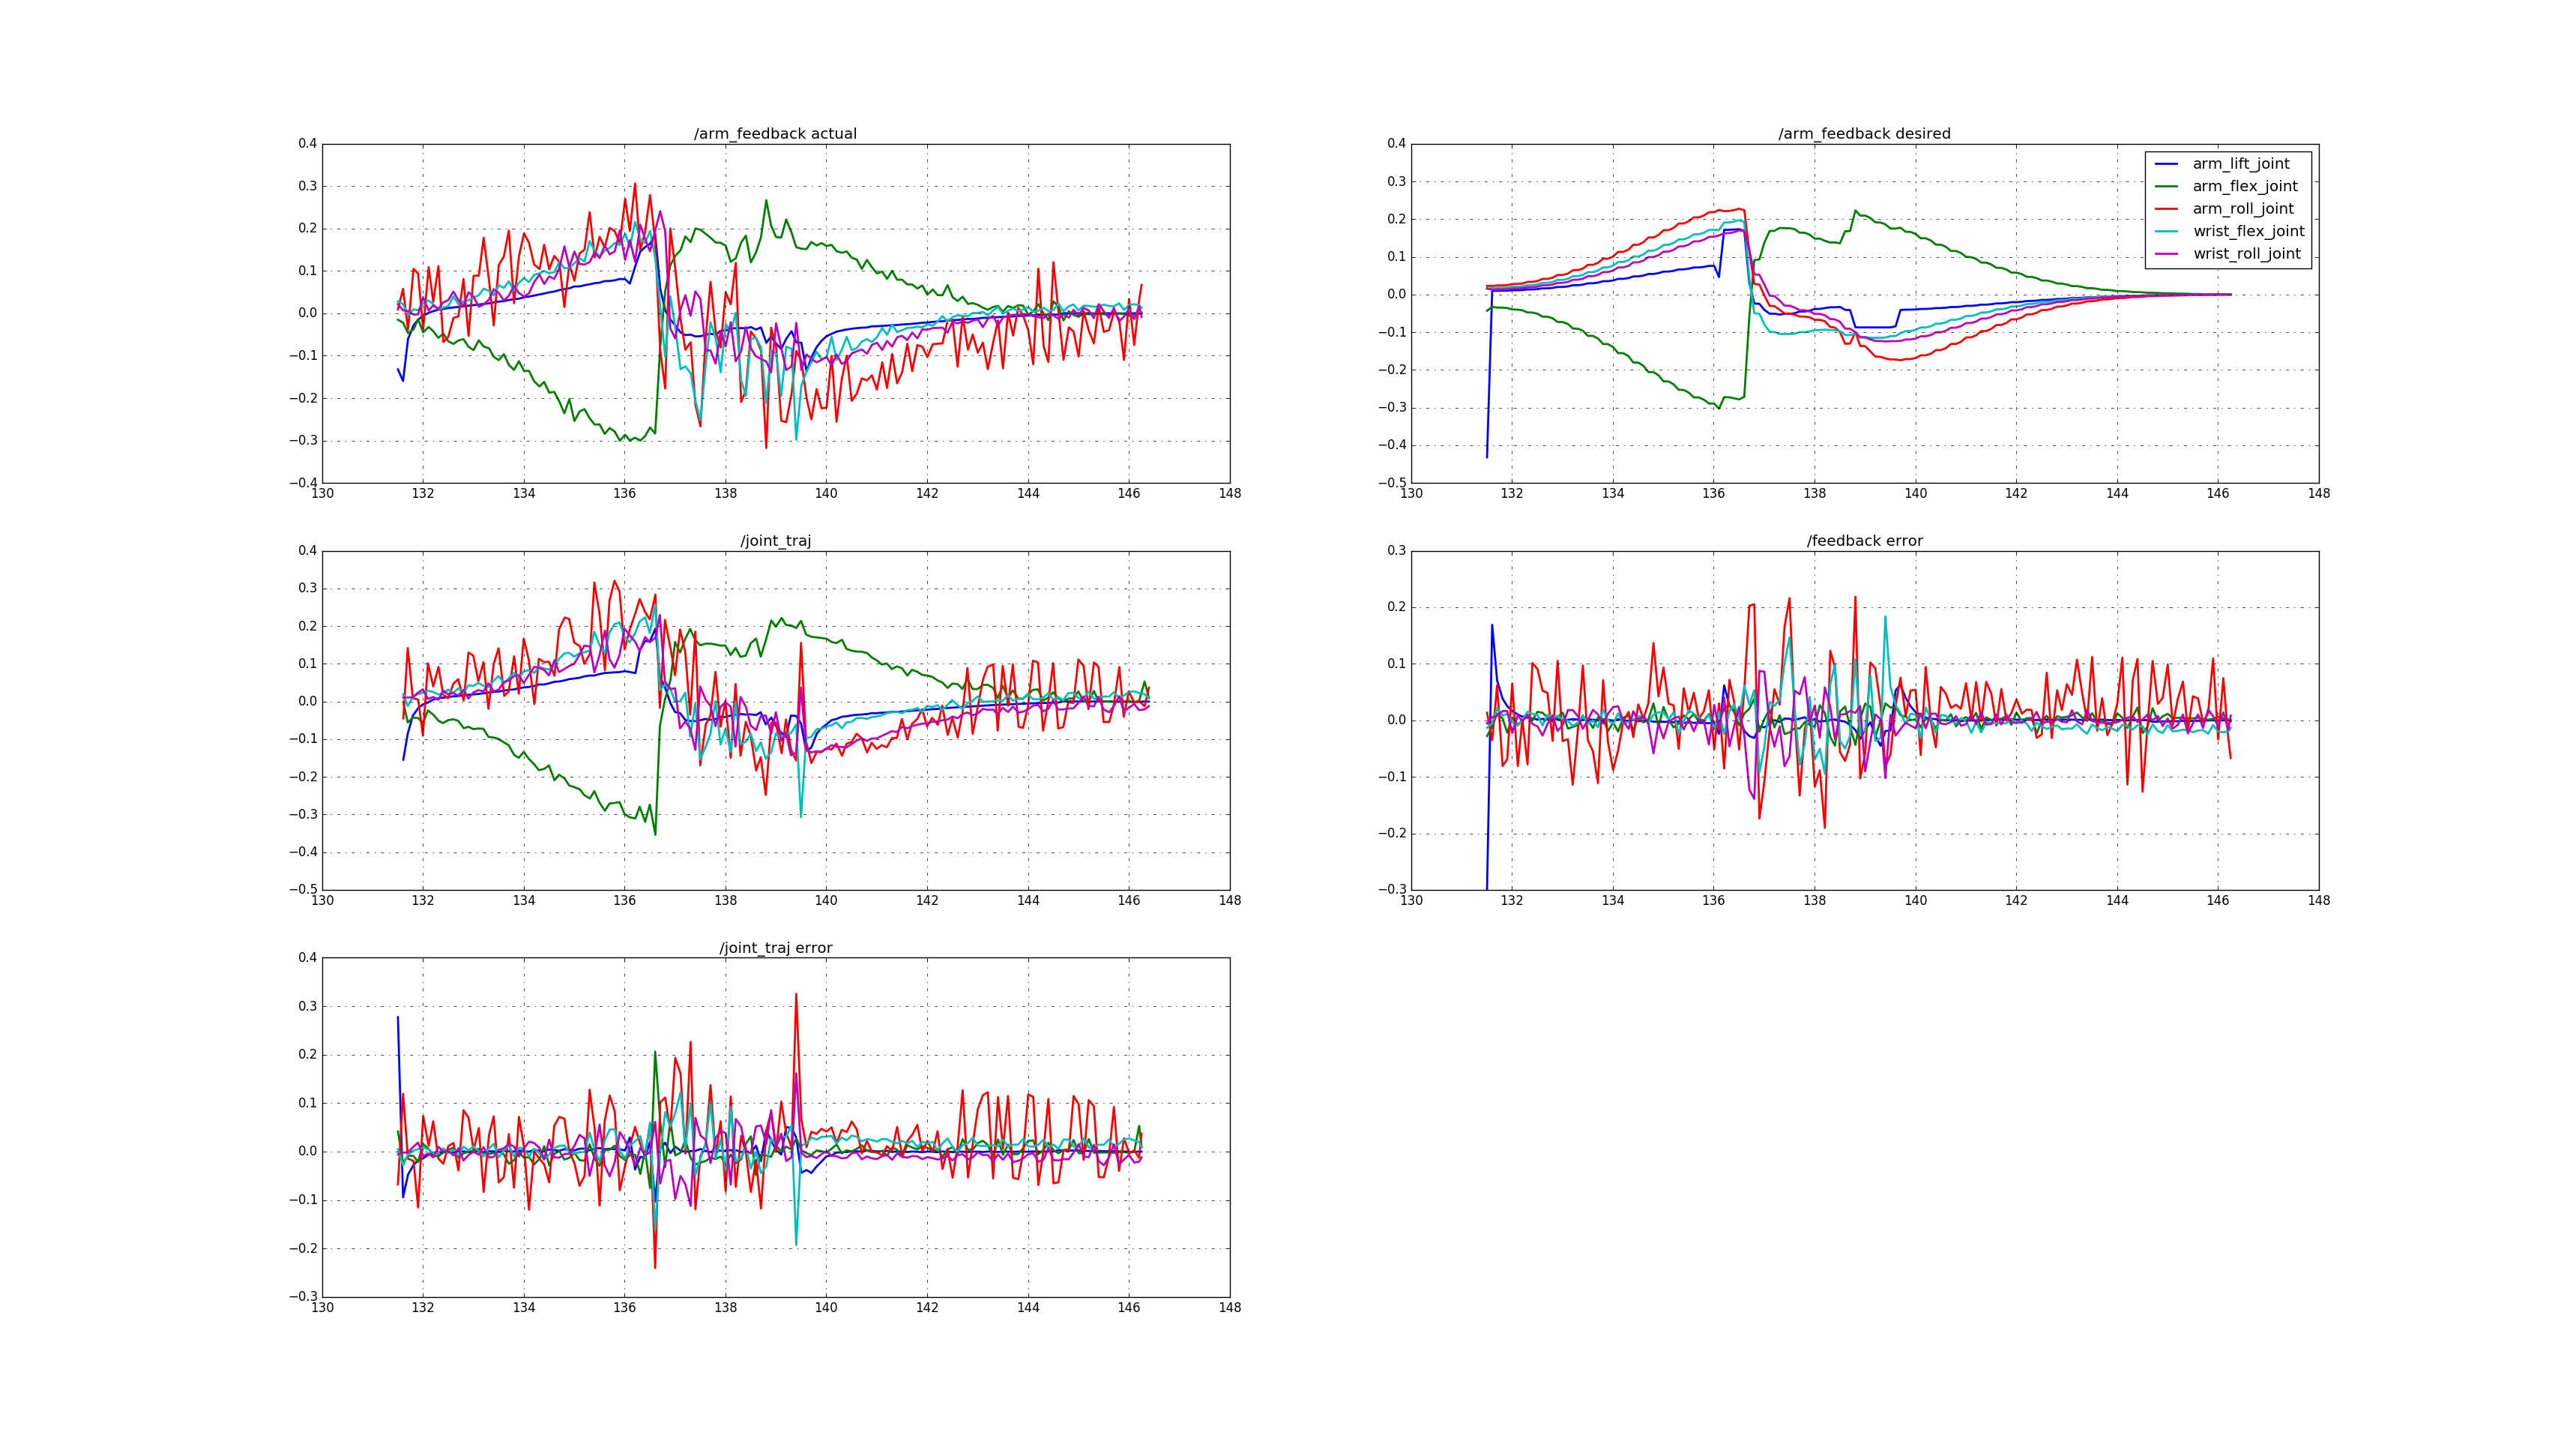 /arm_feedback actual
0.4
0.3
0.2
0.1
0.0
−0.1
−0.2
−0.3
−0.4
130 132 134 136 138 140 142 144 146 148
/arm_feedback desired
0.4
0.3
0.2
0.1
0.0
−0.1
−0.2
−0.3
−0.4
−0.5
130 132 134 136 138 140 142 144 146 148
arm_lift_joint
arm_flex_joint
arm_roll_joint
wrist_flex_joint
wrist_roll_joint
/joint_traj
0.4
0.3
0.2
0.1
0.0
−0.1
−0.2
−0.3
−0.4
−0.5
130 132 134 136 138 140 142 144 146 148
/feedback error
0.3
0.2
0.1
0.0
−0.1
−0.2
−0.3
130 132 134 136 138 140 142 144 146 148
/joint_traj error
0.4
0.3
0.2
0.1
0.0
−0.1
−0.2
−0.3
130 132 134 136 138 140 142 144 146 148